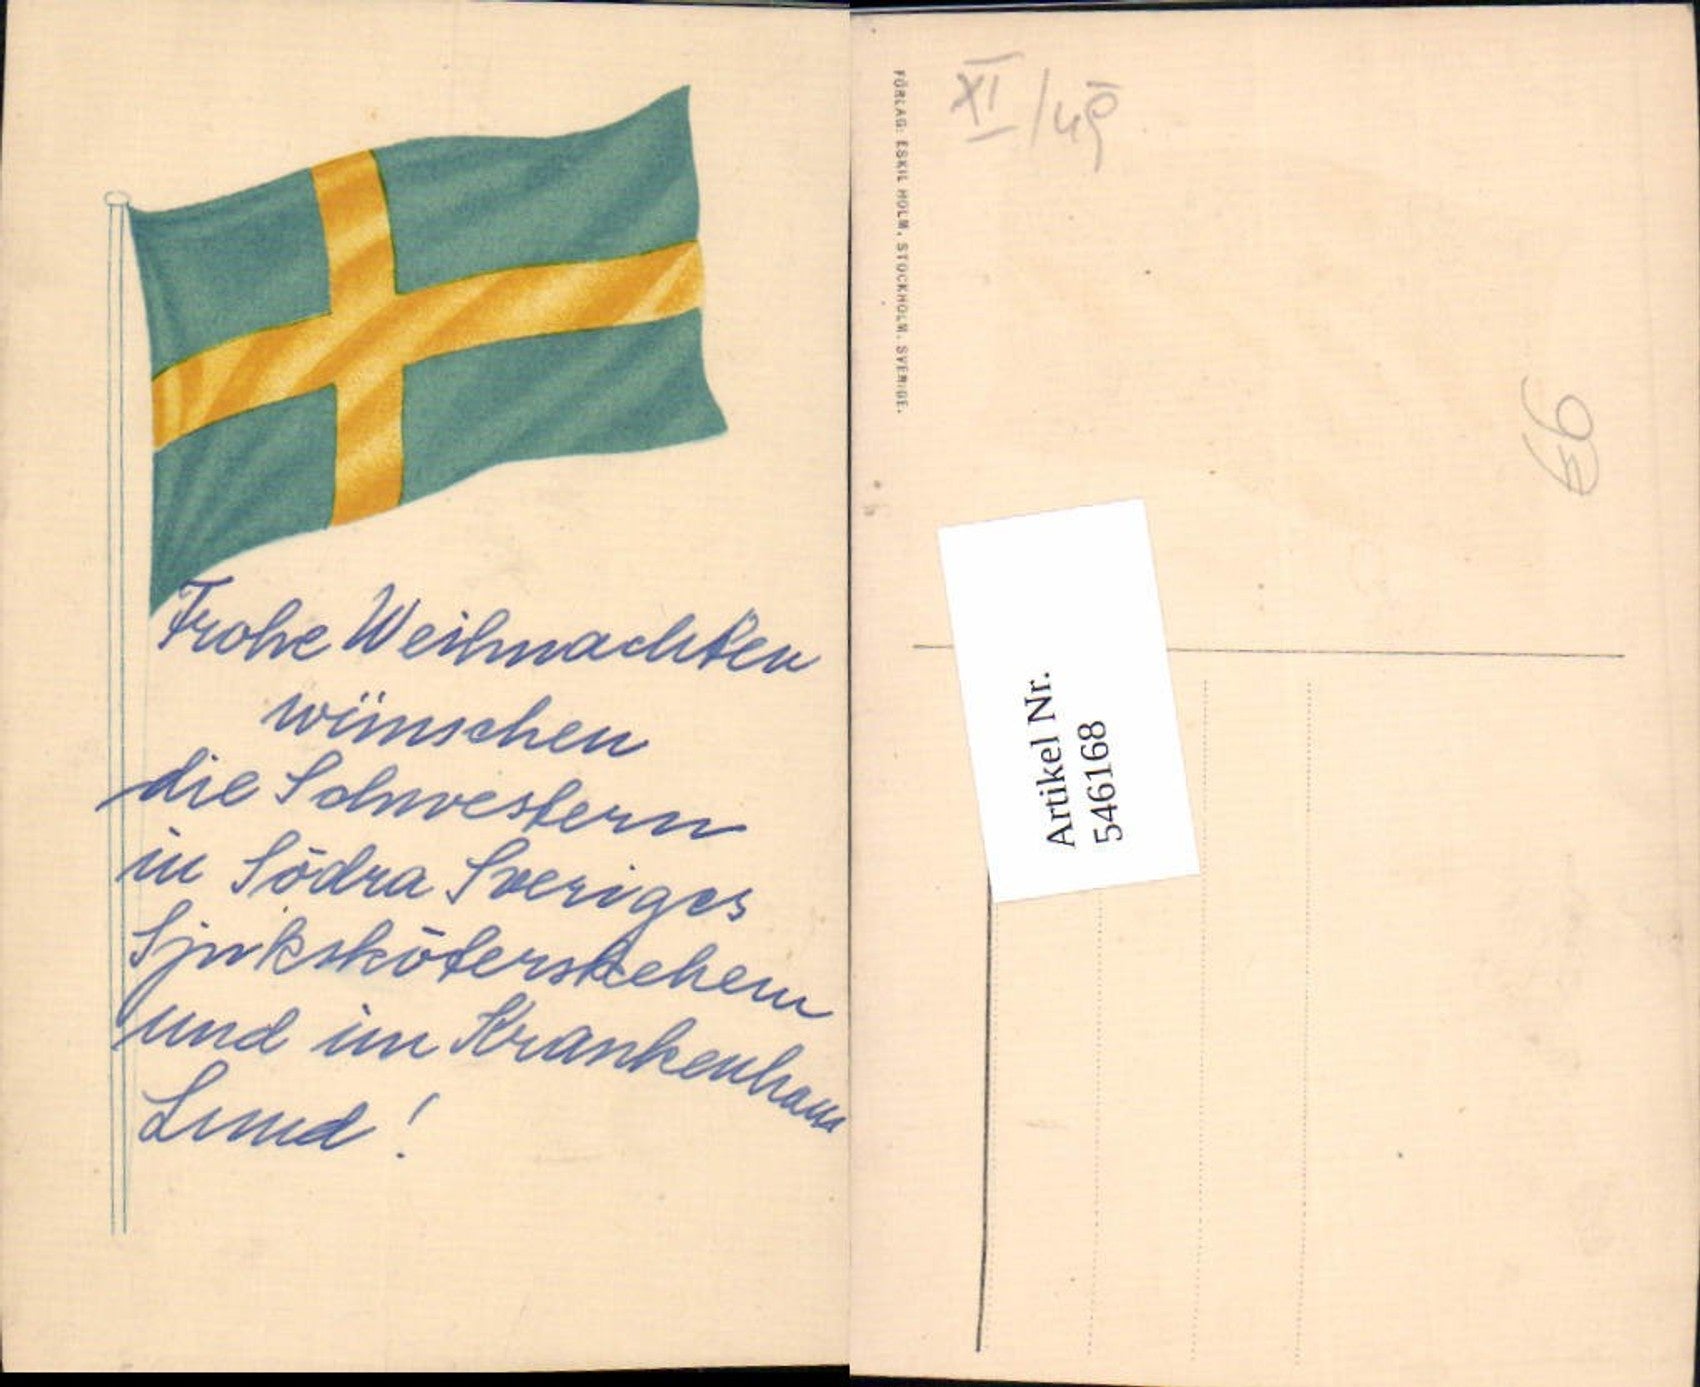 Frohe Weihnachten
wünschen
die Schwestern
in Södra Sveriges
Sjuksköterskehem
und im Krankenhaus
Lund!
FÖRLAG: ESKIL HOLM, STOCKHOLM. SVERIGE.
XI/49
Artikel Nr.
546168